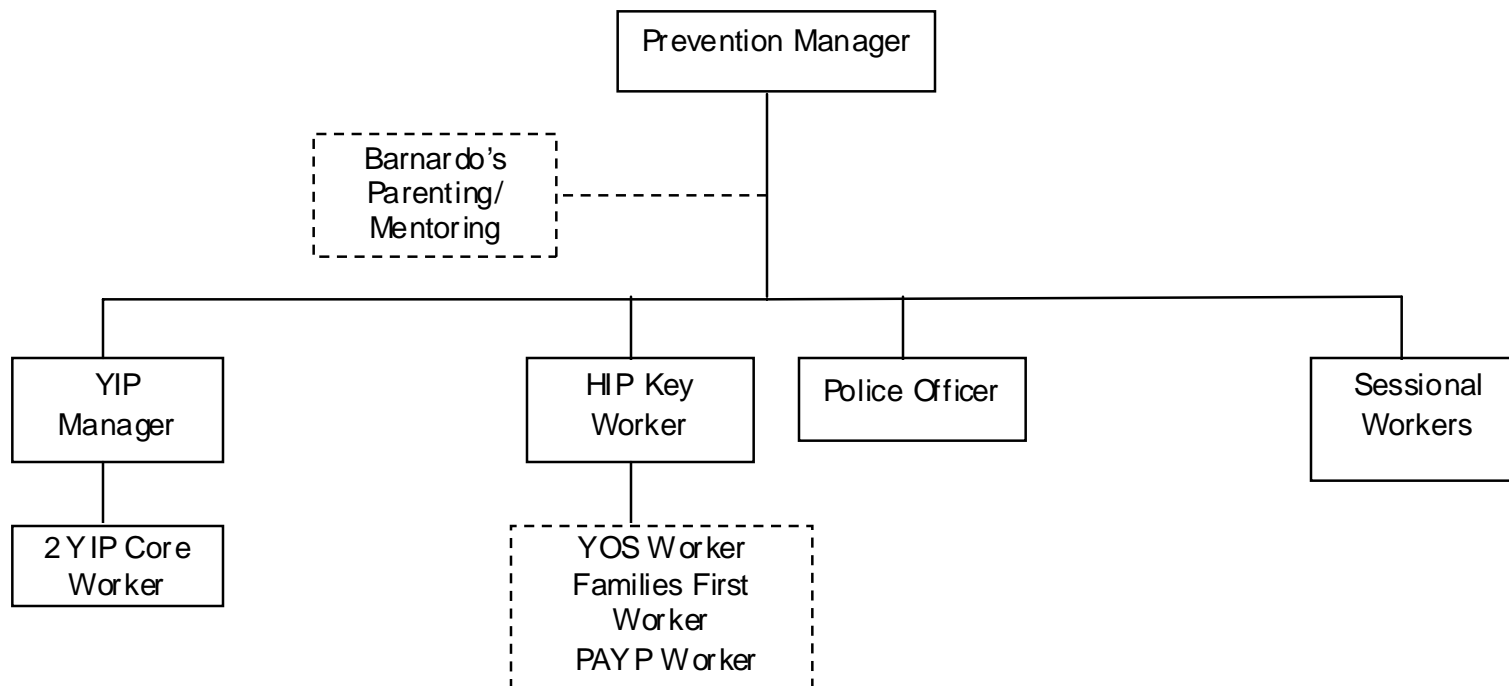 Prevention Manager
Barnardo's
Parenting/
Mentoring
YIP
Manager
HIP Key
Worker
Police Officer
Sessional
Workers
2 YIP Core
Worker
YOS Worker
Families First
Worker
PAYP Worker